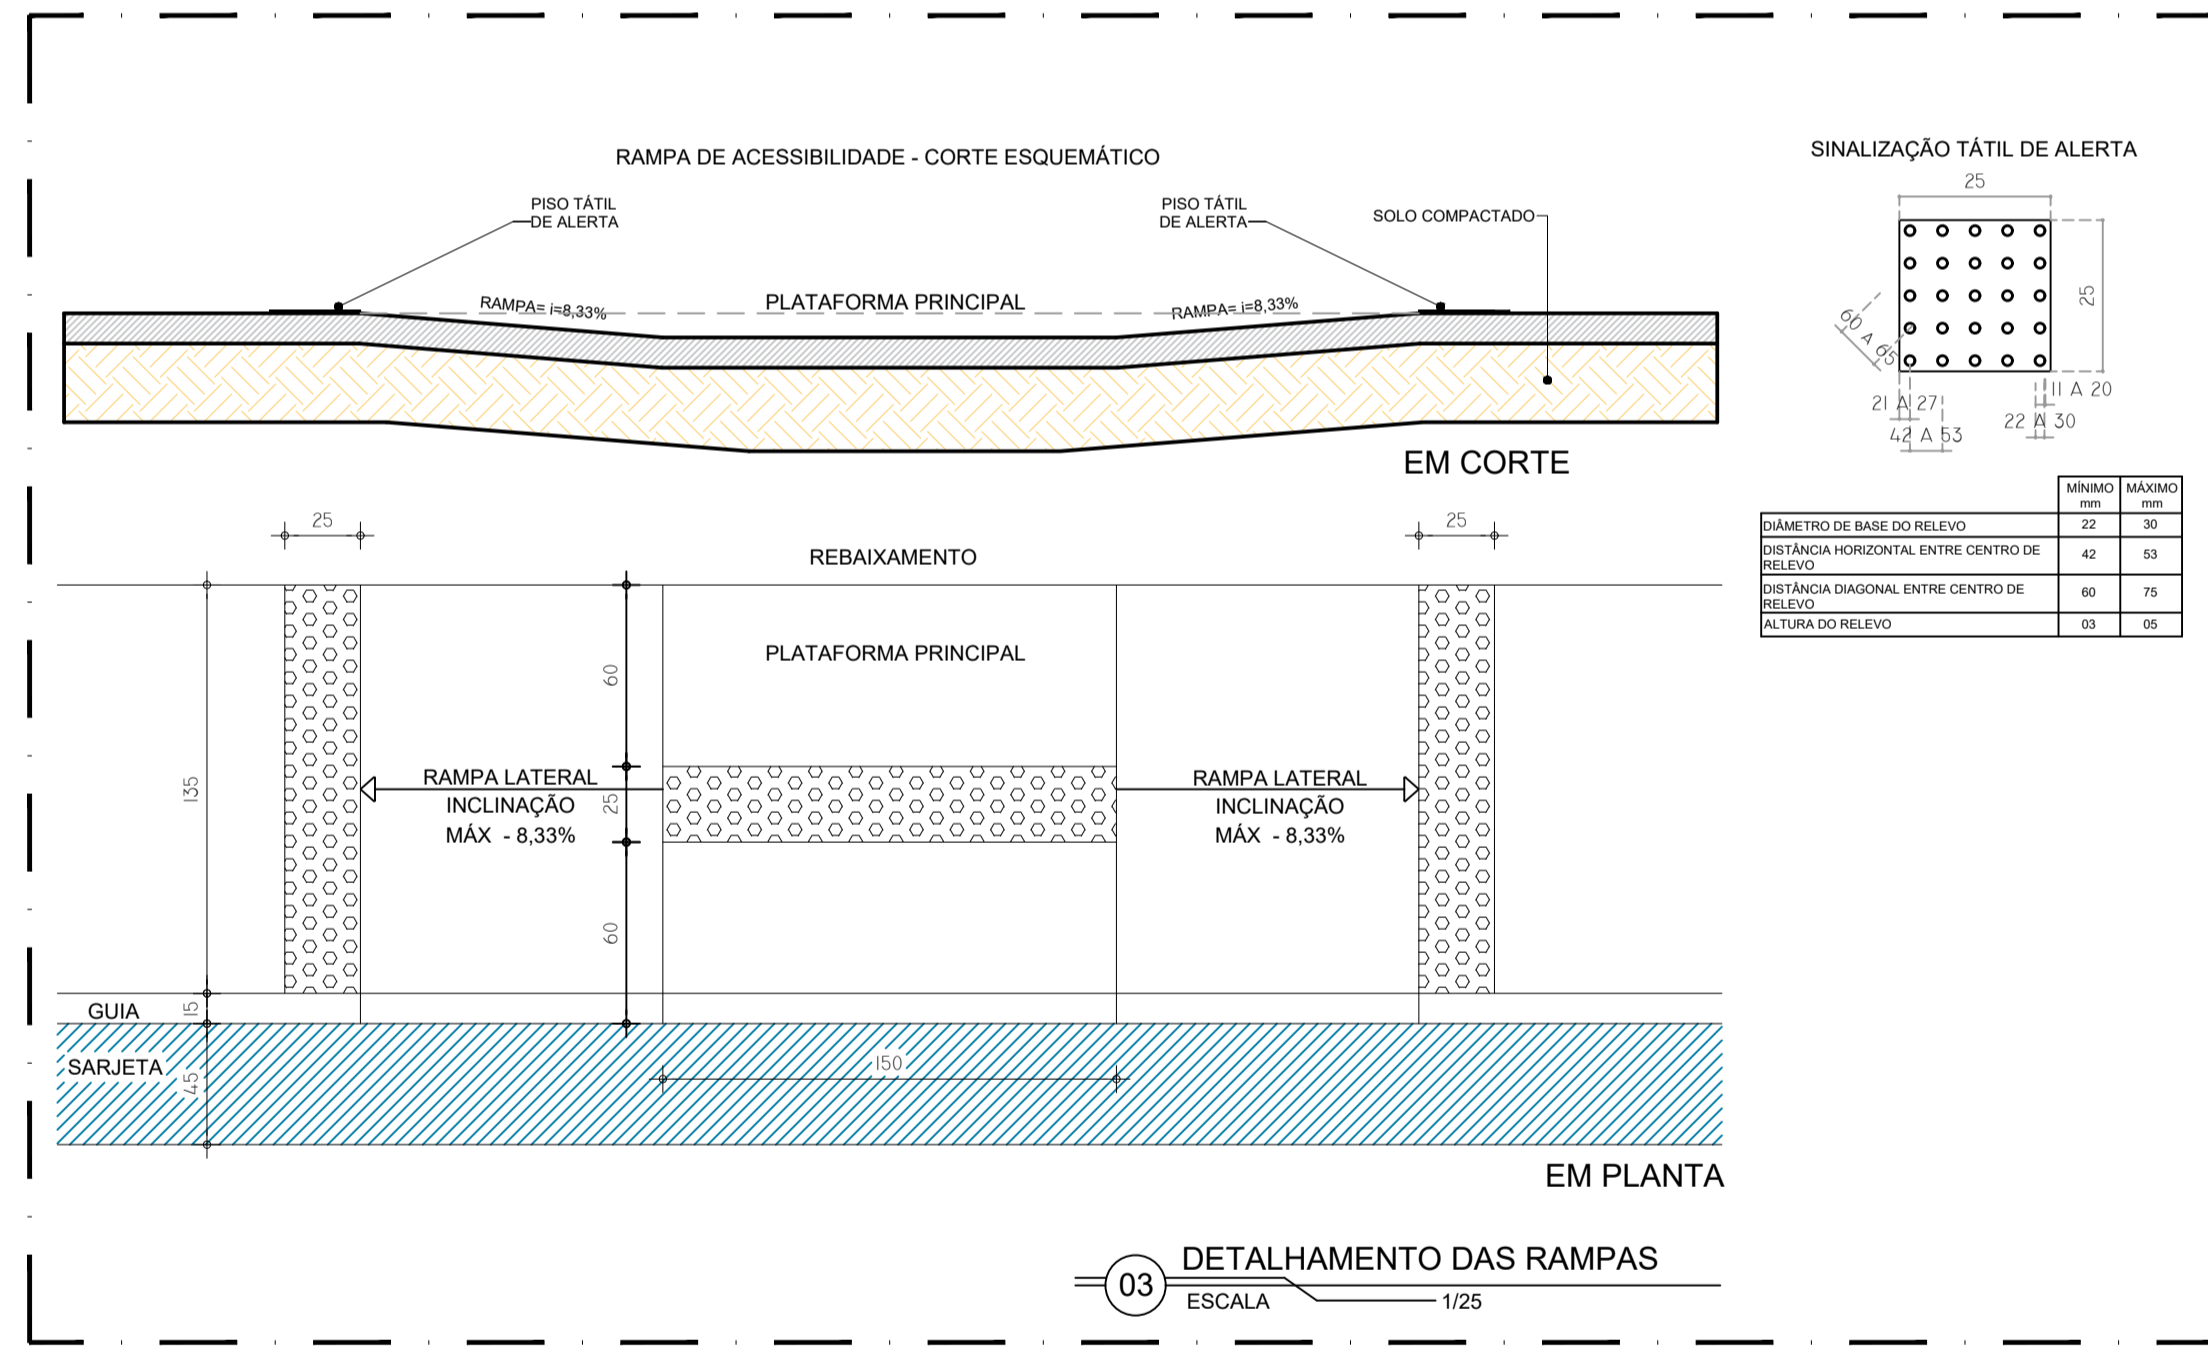 RAMPA DE ACESSIBILIDADE - CORTE ESQUEMÁTICO
PISO TÁTIL
DE ALERTA
PISO TÁTIL
DE ALERTA
SOLO COMPACTADO
RAMPA= i=8,33%
PLATAFORMA PRINCIPAL
RAMPA= i=8,33%
EM CORTE
SINALIZAÇÃO TÁTIL DE ALERTA
25
25
60 A 65
21 A 27
42 A 53
11 A 20
22 A 30
MÍNIMO MÁXIMO
mm mm
DIÂMETRO DE BASE DO RELEVO 22 30
DISTÂNCIA HORIZONTAL ENTRE CENTRO DE
RELEVO 42 53
DISTÂNCIA DIAGONAL ENTRE CENTRO DE
RELEVO 60 75
ALTURA DO RELEVO 03 05
25
25
REBAIXAMENTO
PLATAFORMA PRINCIPAL
60
135
RAMPA LATERAL
INCLINAÇÃO
MÁX - 8,33%
25
RAMPA LATERAL
INCLINAÇÃO
MÁX - 8,33%
60
GUIA
15
SARJETA
45
150
EM PLANTA
03
DETALHAMENTO DAS RAMPAS
ESCALA 1/25